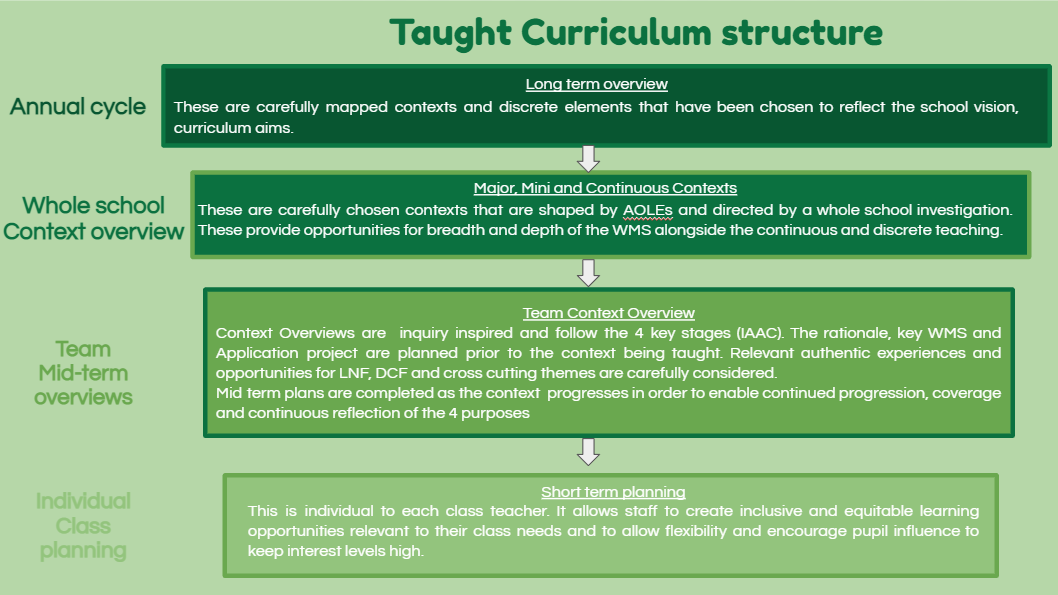 Taught Curriculum structure
Annual cycle
Long term overview
These are carefully mapped contexts and discrete elements that have been chosen to reflect the school vision,
curriculum aims.
Whole school
Context overview
Major, Mini and Continuous Contexts
These are carefully chosen contexts that are shaped by AOLEs and directed by a whole school investigation.
These provide opportunities for breadth and depth of the WMS alongside the continuous and discrete teaching.
Team
Mid-term
overviews
Team Context Overview
Context Overviews are inquiry inspired and follow the 4 key stages (IAAC). The rationale, key WMS and
Application project are planned prior to the context being taught. Relevant authentic experiences and
opportunities for LNF, DCF and cross cutting themes are carefully considered.
Mid term plans are completed as the context progresses in order to enable continued progression, coverage
and continuous reflection of the 4 purposes
Individual
Class
planning
Short term planning
This is individual to each class teacher. It allows staff to create inclusive and equitable learning
opportunities relevant to their class needs and to allow flexibility and encourage pupil influence to
keep interest levels high.